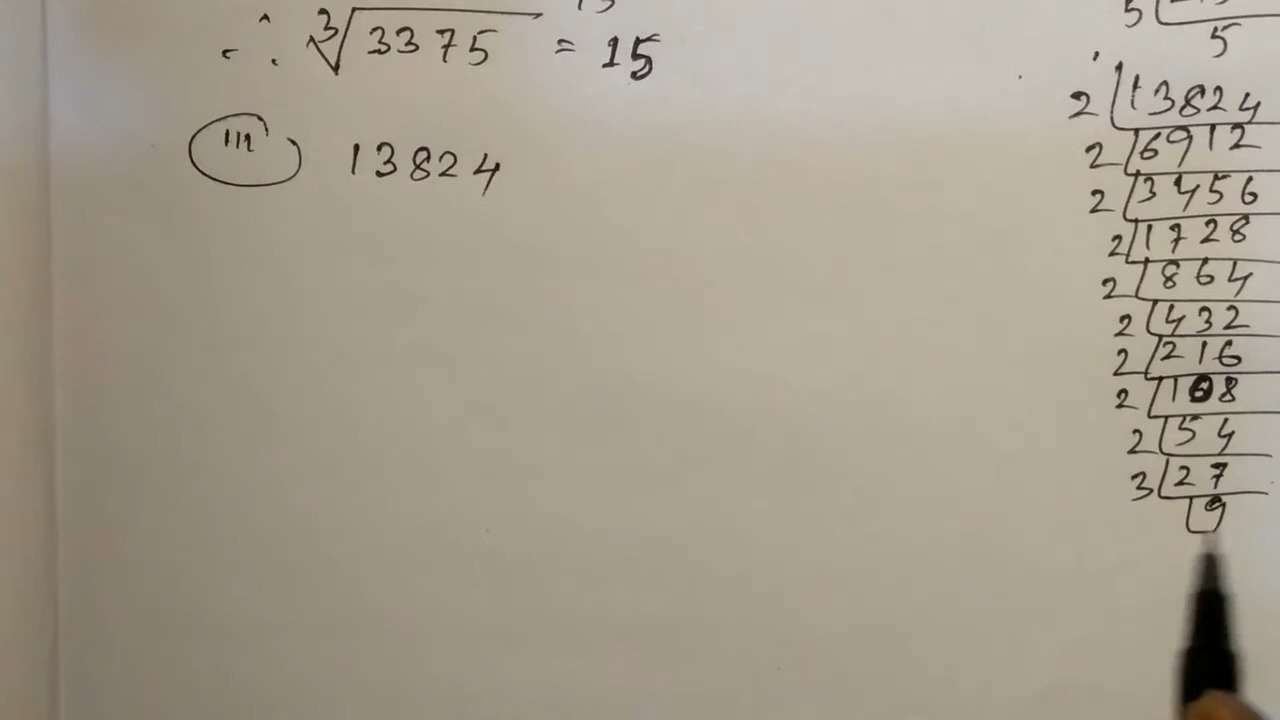 ∴ ∛3375 = 15
5
5
III 13824
2 | 13824
2 | 6912
2 | 3456
2 | 1728
2 | 864
2 | 432
2 | 216
2 | 108
2 | 54
3 | 27
9